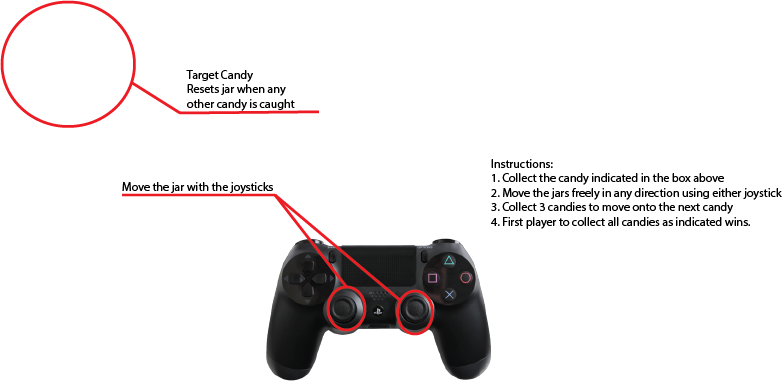 Target Candy
Resets jar when any
other candy is caught
Instructions:
1. Collect the candy indicated in the box above
2. Move the jars freely in any direction using either joystick
3. Collect 3 candies to move onto the next candy
4. First player to collect all candies as indicated wins.
Move the jar with the joysticks